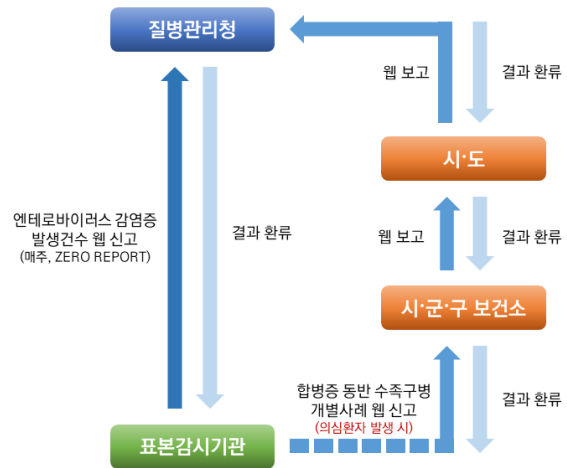 질병관리청
웹 보고
결과 환류
시·도
엔테로바이러스 감염증
발생건수 웹 신고
(매주, ZERO REPORT)
결과 환류
웹 보고
결과 환류
시·군·구 보건소
합병증 동반 수족구병
개별사례 웹 신고
(의심환자 발생 시)
결과 환류
표본감시기관